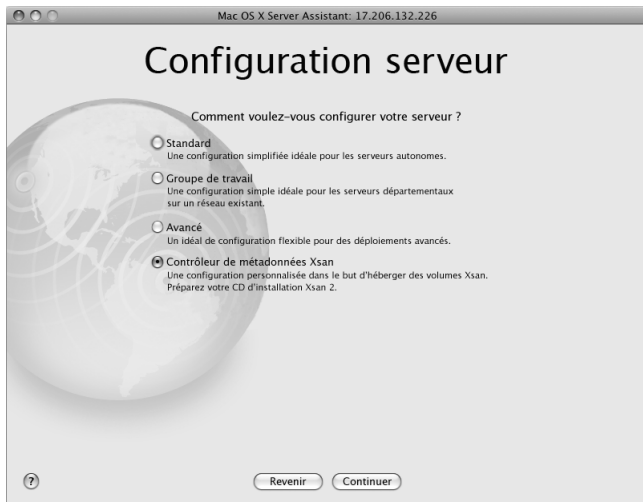 Mac OS X Server Assistant: 17.206.132.226
Configuration serveur
Comment voulez-vous configurer votre serveur ?
Standard
Une configuration simplifiée idéale pour les serveurs autonomes.
Groupe de travail
Une configuration simple idéale pour les serveurs départementaux
sur un réseau existant.
Avancé
Un idéal de configuration flexible pour des déploiements avancés.
Contrôleur de métadonnées Xsan
Une configuration personnalisée dans le but d'héberger des volumes Xsan.
Préparez votre CD d'installation Xsan 2.
?
Revenir
Continuer